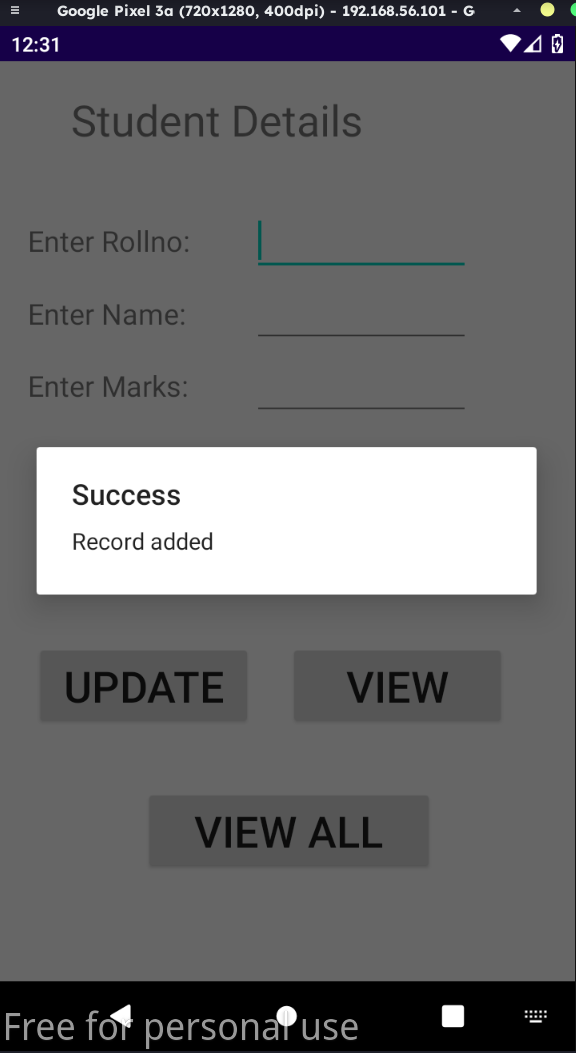 Google Pixel 3a (720x1280, 400dpi) - 192.168.56.101 - G
12:31
Student Details
Enter Rollno:
Enter Name:
Enter Marks:
Success
Record added
UPDATE VIEW
VIEW ALL
Free for personal use